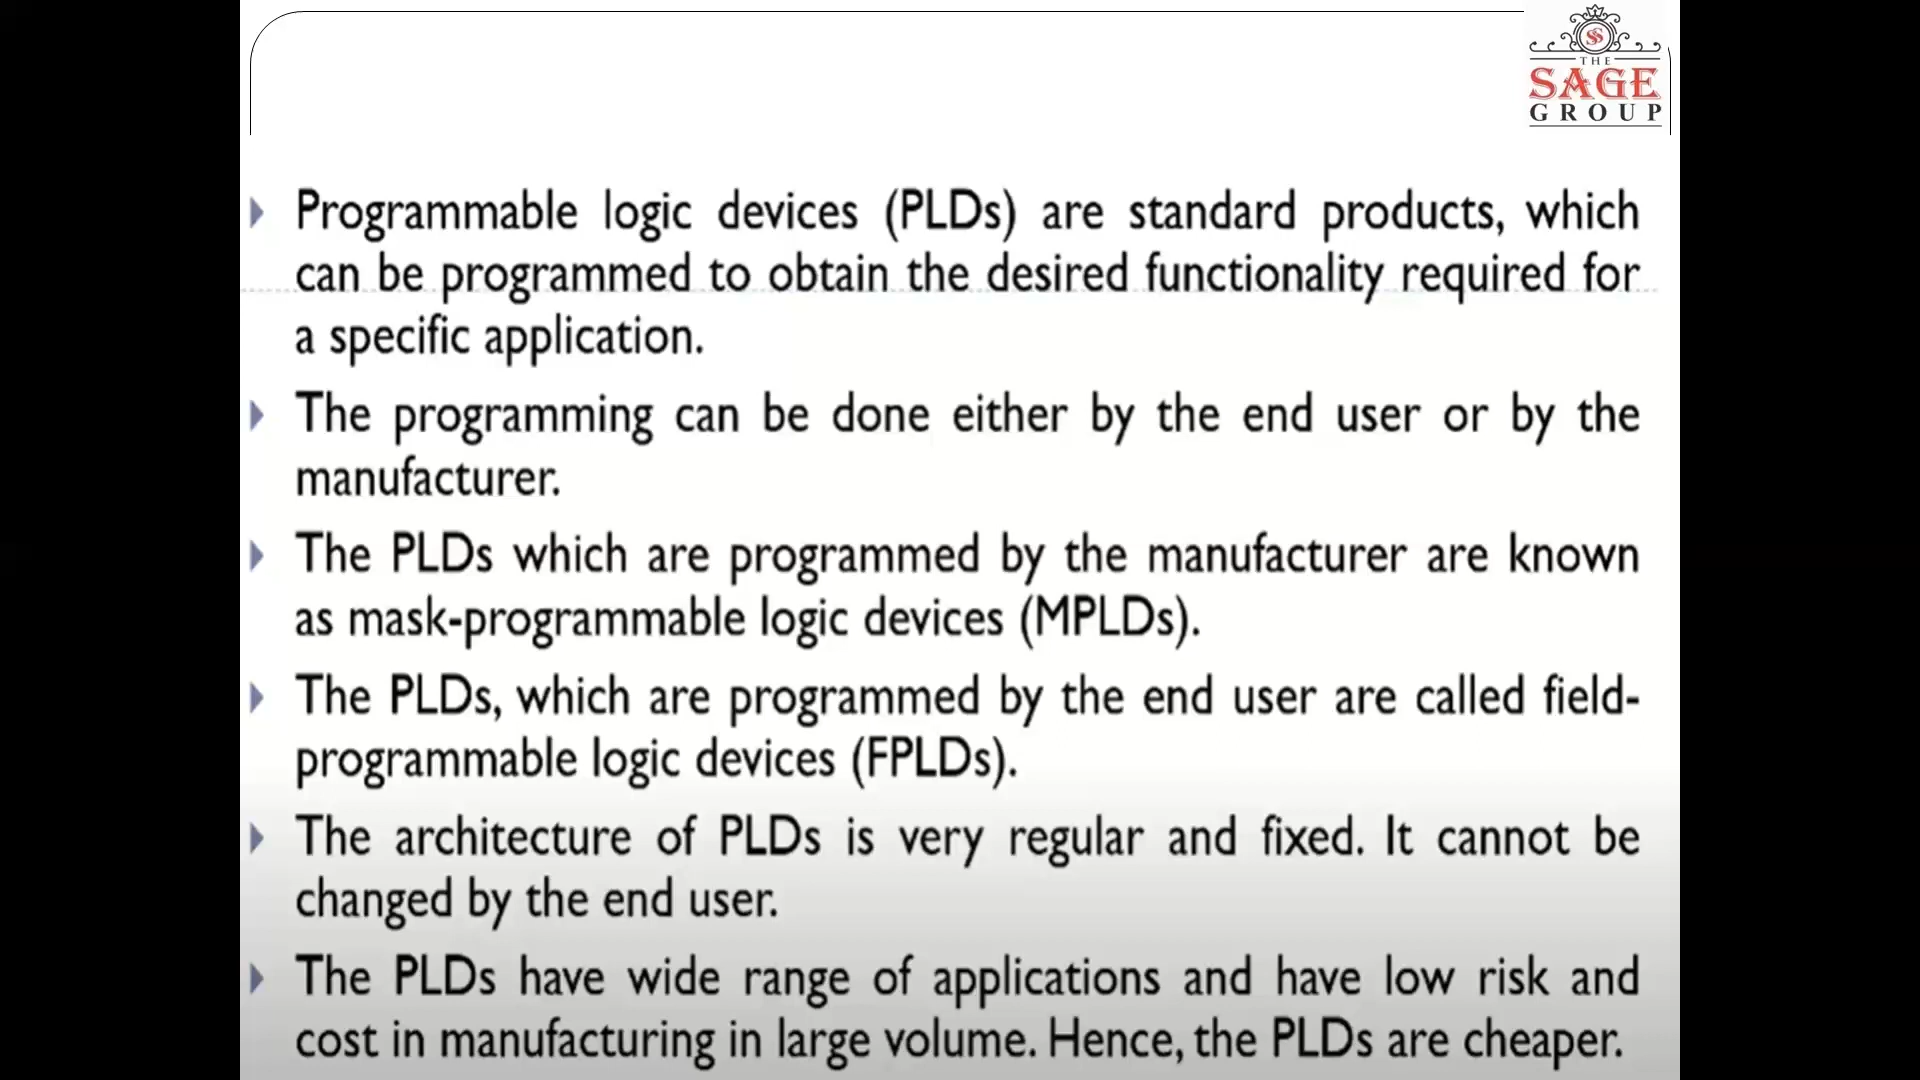 THE
SAGE
GROUP
Programmable logic devices (PLDs) are standard products, which
can be programmed to obtain the desired functionality required for
a specific application.
The programming can be done either by the end user or by the
manufacturer.
The PLDs which are programmed by the manufacturer are known
as mask-programmable logic devices (MPLDs).
The PLDs, which are programmed by the end user are called field-
programmable logic devices (FPLDs).
The architecture of PLDs is very regular and fixed. It cannot be
changed by the end user.
The PLDs have wide range of applications and have low risk and
cost in manufacturing in large volume. Hence, the PLDs are cheaper.